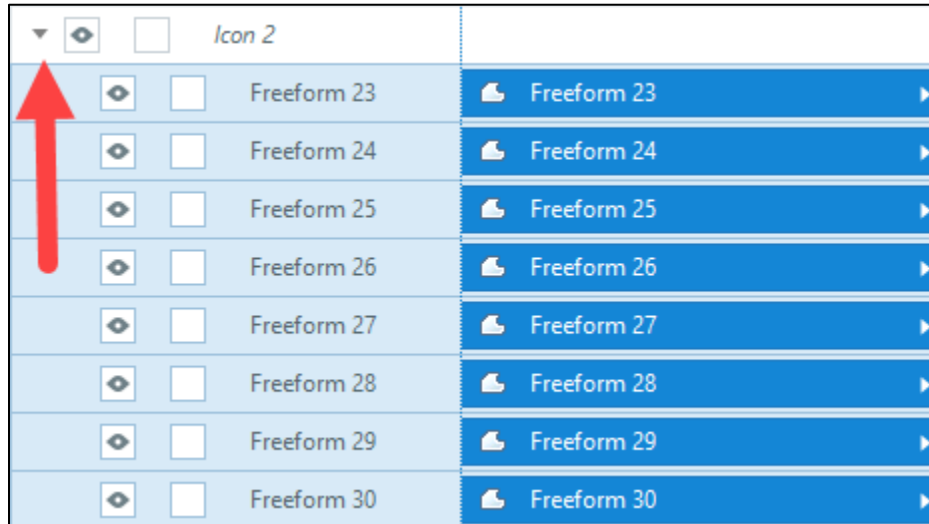 Icon 2
Freeform 23 Freeform 23
Freeform 24 Freeform 24
Freeform 25 Freeform 25
Freeform 26 Freeform 26
Freeform 27 Freeform 27
Freeform 28 Freeform 28
Freeform 29 Freeform 29
Freeform 30 Freeform 30